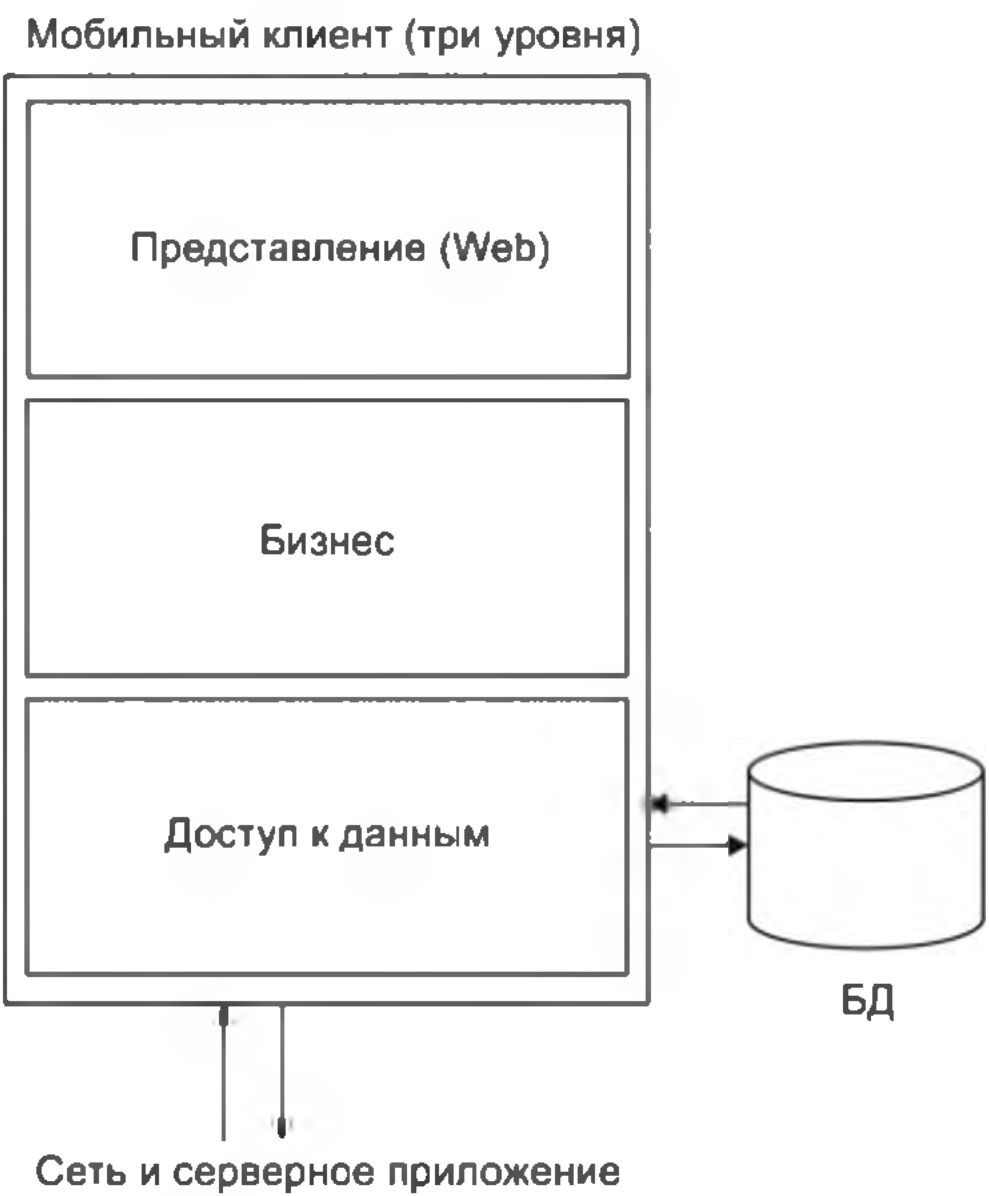 Мобильный клиент (три уровня)
Представление (Web)
Бизнес
Доступ к данным
БД
Сеть и серверное приложение